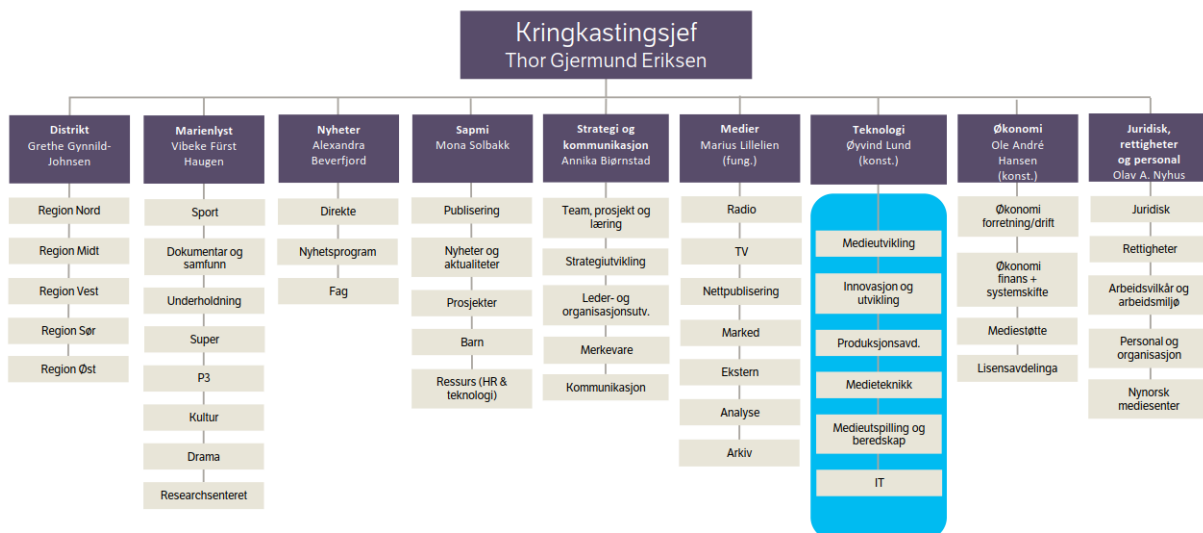 Kringkastingsjef
Thor Gjermund Eriksen
Distrikt
Grethe Gynnild-
Johnsen
Region Nord
Region Midt
Region Vest
Region Sør
Region Øst
Marienlyst
Vibeke Fürst
Haugen
Sport
Dokumentar og
samfunn
Underholdning
Super
P3
Kultur
Drama
Researchsenteret
Nyheter
Alexandra
Beverfjord
Direkte
Nyhetsprogram
Fag
Sapmi
Mona Solbakk
Publisering
Nyheter og
aktualiteter
Prosjekter
Barn
Ressurs (HR &
teknologi)
Strategi og
kommunikasjon
Annika Biørnstad
Team, prosjekt og
læring
Strategiutvikling
Leder- og
organisasjonsutv.
Merkevare
Kommunikasjon
Medier
Marius Lillelien
(fung.)
Radio
TV
Nettpublisering
Marked
Ekstern
Analyse
Arkiv
Teknologi
Øyvind Lund
(konst.)
Medieutvikling
Innovasjon og
utvikling
Produksjonsavd.
Medieteknikk
Medieutspilling og
beredskap
IT
Økonomi
Ole André
Hansen
(konst.)
Økonomi
forretning/drift
Økonomi
finans +
systemskifte
Mediestøtte
Lisensavdelinga
Juridisk,
rettigheter
og personal
Olav A. Nyhus
Juridisk
Rettigheter
Arbeidsvilkår og
arbeidsmiljø
Personal og
organisasjon
Nynorsk
mediesenter